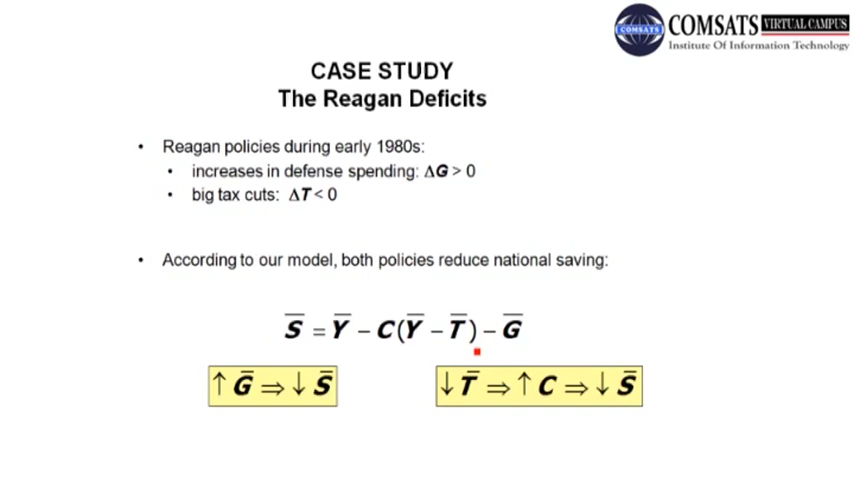 COMSATS
COMSATS VIRTUAL CAMPUS
Institute Of Information Technology
CASE STUDY
The Reagan Deficits
• Reagan policies during early 1980s:
• increases in defense spending: ΔG > 0
• big tax cuts: ΔT < 0
• According to our model, both policies reduce national saving:
S̅ = Y̅ − C(Y̅ − T̅) − G̅
↑ G̅ ⇒ ↓ S̅
↓ T̅ ⇒ ↑ C ⇒ ↓ S̅